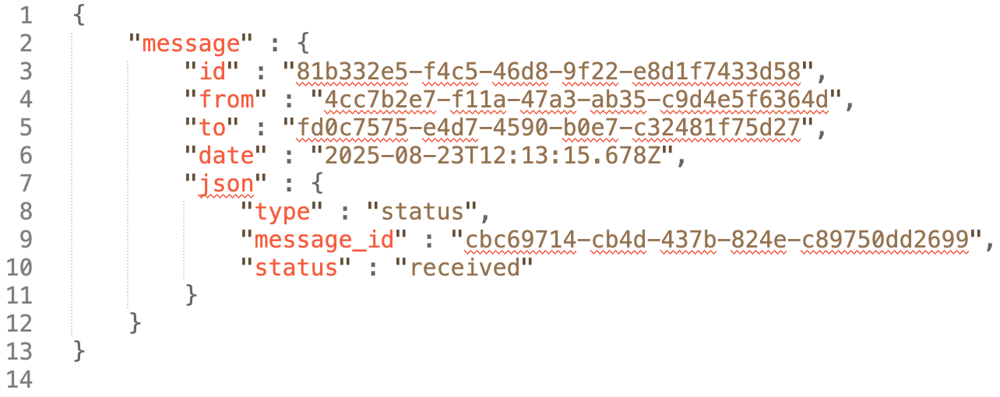 1 {
2 "message" : {
3 "id" : "81b332e5-f4c5-46d8-9f22-e8d1f7433d58",
4 "from" : "4cc7b2e7-f11a-47a3-ab35-c9d4e5f6364d",
5 "to" : "fd0c7575-e4d7-4590-b0e7-c32481f75d27",
6 "date" : "2025-08-23T12:13:15.678Z",
7 "json" : {
8 "type" : "status",
9 "message_id" : "cbc69714-cb4d-437b-824e-c89750dd2699",
10 "status" : "received"
11 }
12 }
13 }
14